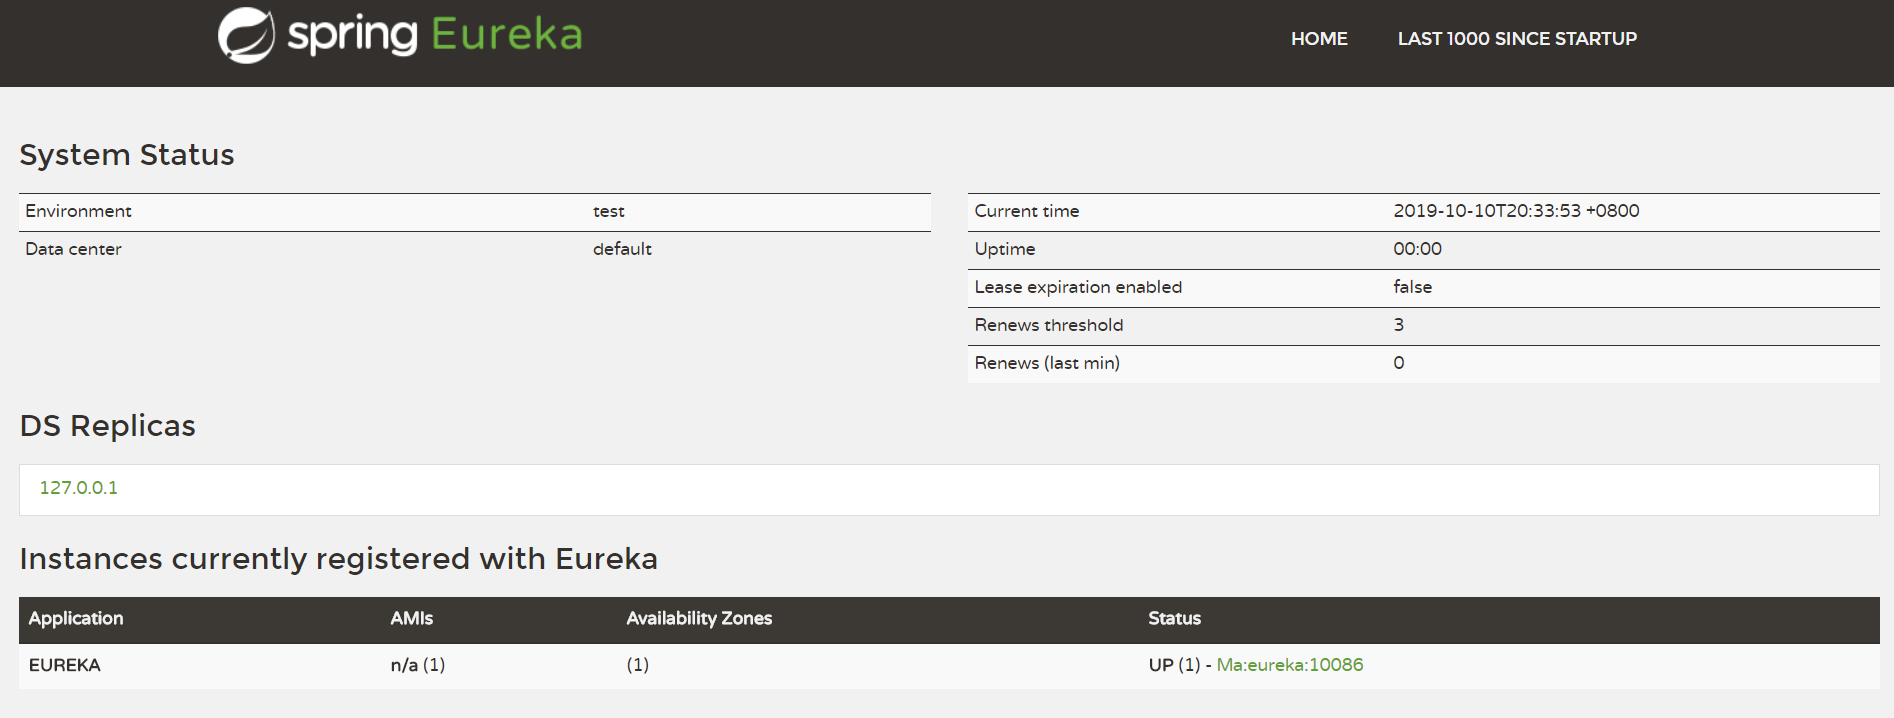 spring Eureka
HOME LAST 1000 SINCE STARTUP
System Status
Environment test
Data center default
Current time 2019-10-10T20:33:53 +0800
Uptime 00:00
Lease expiration enabled false
Renews threshold 3
Renews (last min) 0
DS Replicas
127.0.0.1
Instances currently registered with Eureka
Application AMIs Availability Zones Status
EUREKA n/a (1) (1) UP (1) - Ma:eureka:10086